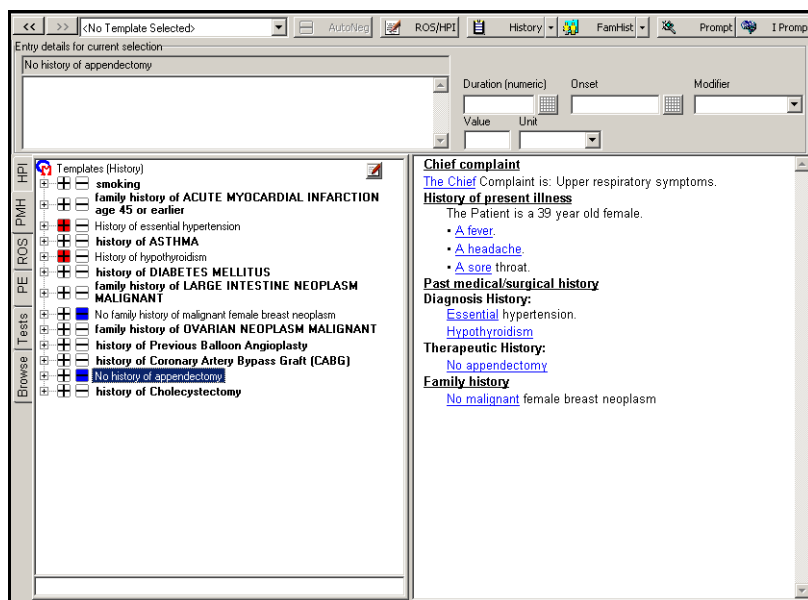 << >> <No Template Selected> AutoNeg ROS/HPI History FamHist Prompt I Promp
Entry details for current selection
No history of appendectomy
Duration (numeric) Onset Modifier
Value Unit
HPI
PMH
ROS
PE
Tests
Browse
Templates (History)
smoking
family history of ACUTE MYOCARDIAL INFARCTION
age 45 or earlier
History of essential hypertension
history of ASTHMA
History of hypothyroidism
history of DIABETES MELLITUS
family history of LARGE INTESTINE NEOPLASM
MALIGNANT
No family history of malignant female breast neoplasm
family history of OVARIAN NEOPLASM MALIGNANT
history of Previous Balloon Angioplasty
history of Coronary Artery Bypass Graft (CABG)
No history of appendectomy
history of Cholecystectomy
Chief complaint
The Chief Complaint is: Upper respiratory symptoms.
History of present illness
The Patient is a 39 year old female.
• A fever.
• A headache.
• A sore throat.
Past medical/surgical history
Diagnosis History:
Essential hypertension.
Hypothyroidism
Therapeutic History:
No appendectomy
Family history
No malignant female breast neoplasm